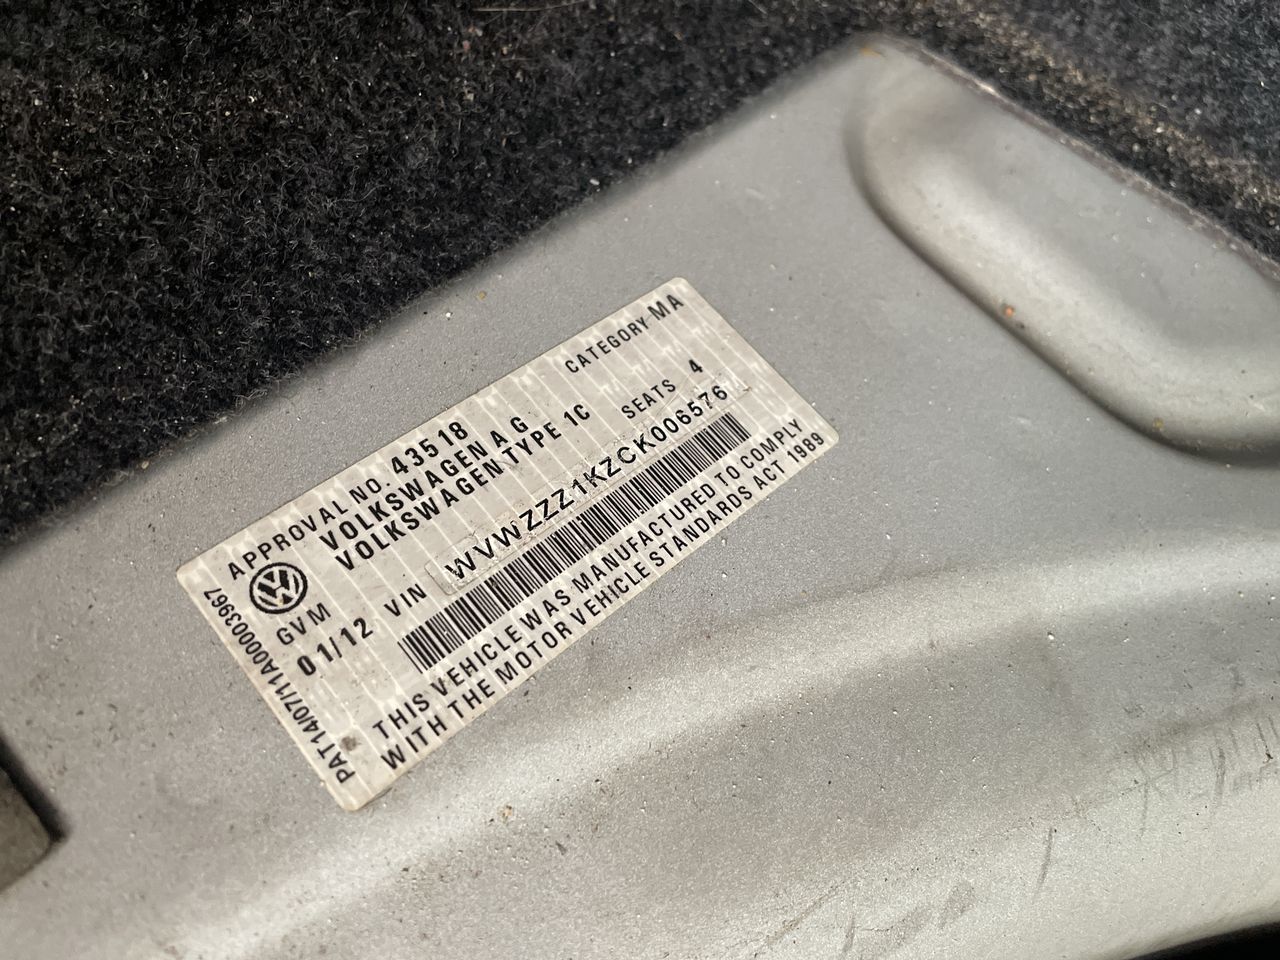 APPROVAL NO. 43518 CATEGORY MA
VOLKSWAGEN A G
VOLKSWAGEN TYPE 1C SEATS 4
GVM
01/12 VIN WVWZZZ1KZCK006576
THIS VEHICLE WAS MANUFACTURED TO COMPLY
WITH THE MOTOR VEHICLE STANDARDS ACT 1989
PAT14/07/11A00003967